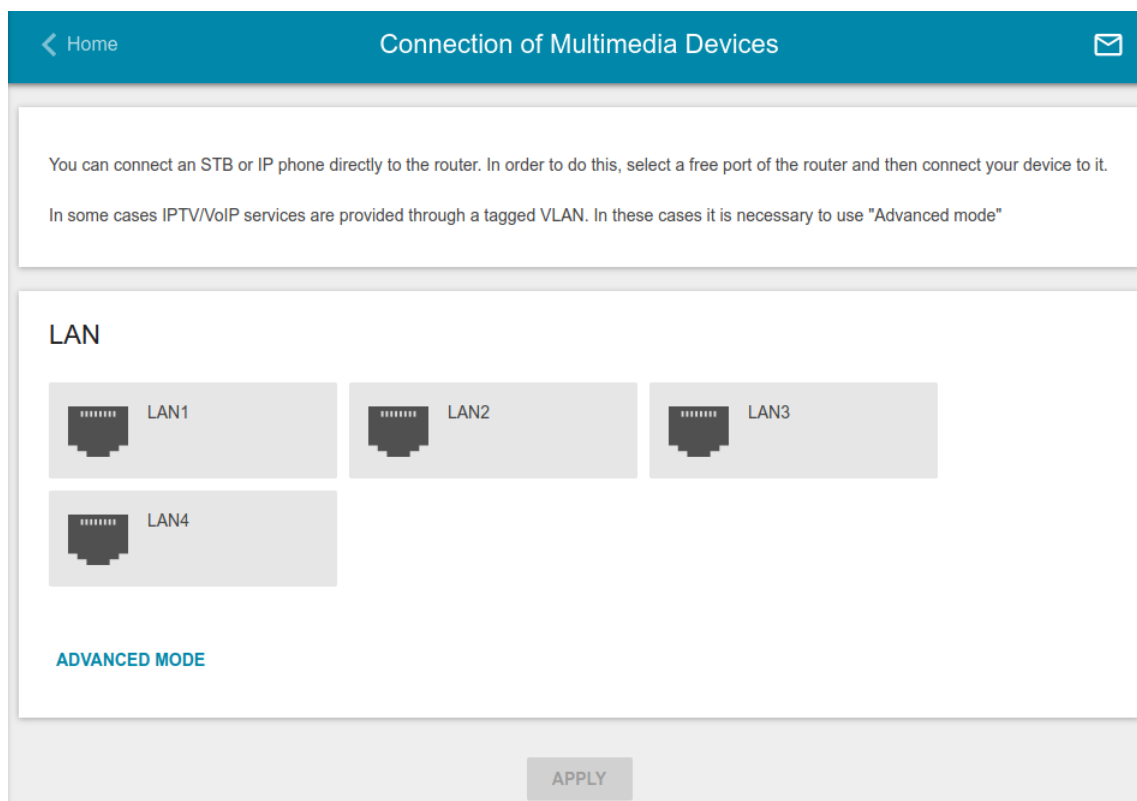 Home
Connection of Multimedia Devices
You can connect an STB or IP phone directly to the router. In order to do this, select a free port of the router and then connect your device to it.
In some cases IPTV/VoIP services are provided through a tagged VLAN. In these cases it is necessary to use "Advanced mode"
LAN
LAN1
LAN2
LAN3
LAN4
ADVANCED MODE
APPLY